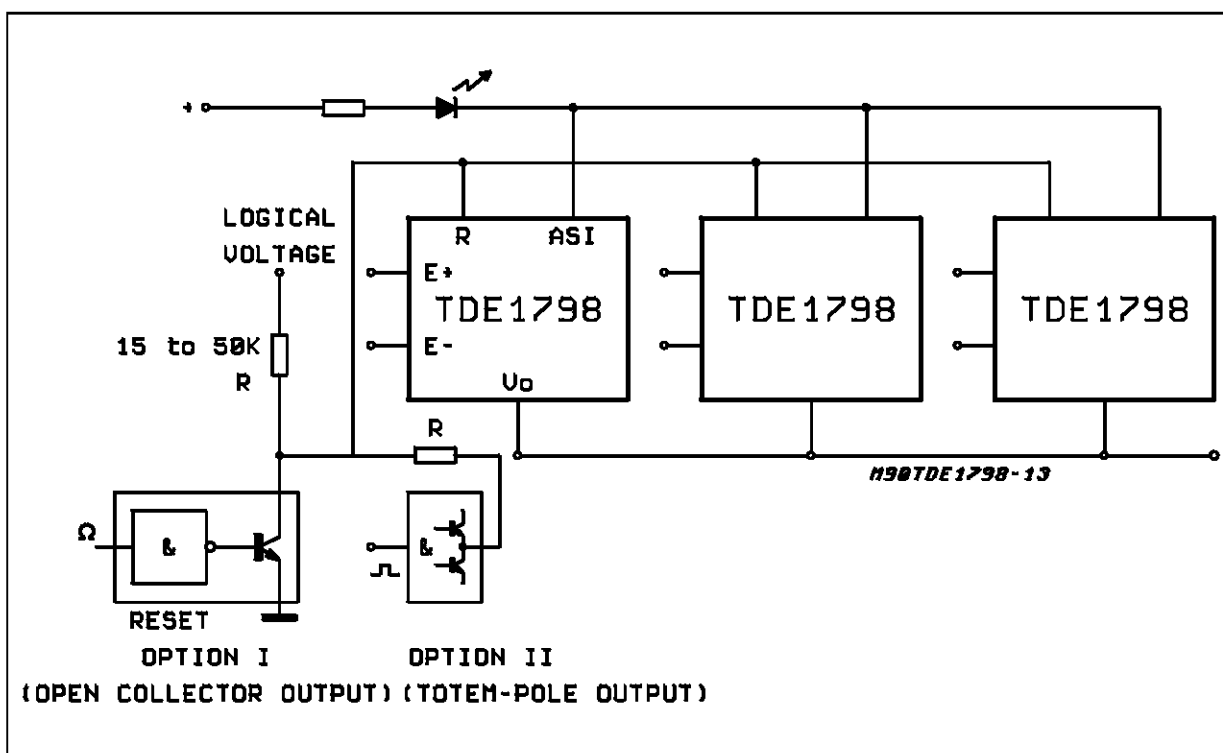 +
LOGICAL
VOLTAGE
R ASI
E+
TDE1798
E-
Vo
TDE1798
TDE1798
15 to 50K
R
R
M90TDE1798-13
Ω
&
&
RESET
OPTION I
(OPEN COLLECTOR OUTPUT)
OPTION II
(TOTEM-POLE OUTPUT)